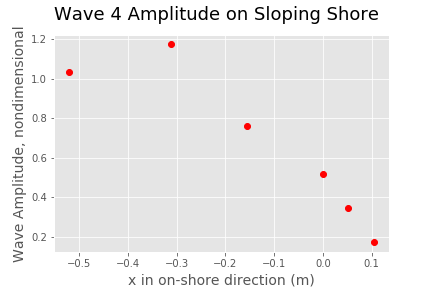 Wave 4 Amplitude on Sloping Shore
Wave Amplitude, nondimensional
1.2
1.0
0.8
0.6
0.4
0.2
−0.5 −0.4 −0.3 −0.2 −0.1 0.0 0.1
x in on-shore direction (m)